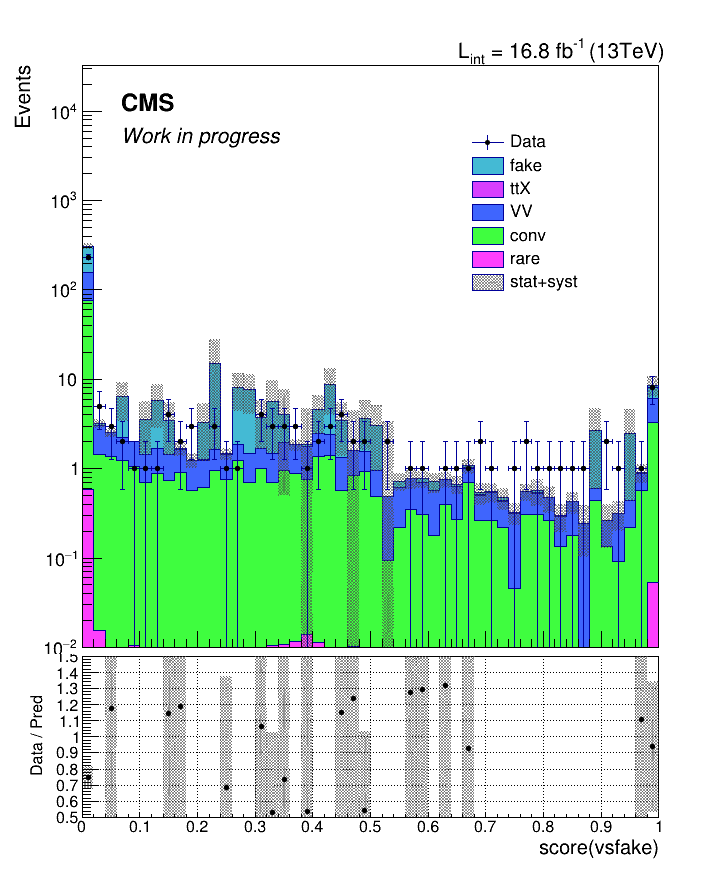 L_int = 16.8 fb^-1 (13TeV)
Events
CMS
Work in progress
Data
fake
ttX
VV
conv
rare
stat+syst
10^4
10^3
10^2
10
1
10^-1
10^-2
Data / Pred
1.5
1.4
1.3
1.2
1.1
1
0.9
0.8
0.7
0.6
0.5
0 0.1 0.2 0.3 0.4 0.5 0.6 0.7 0.8 0.9 1
score(vsfake)